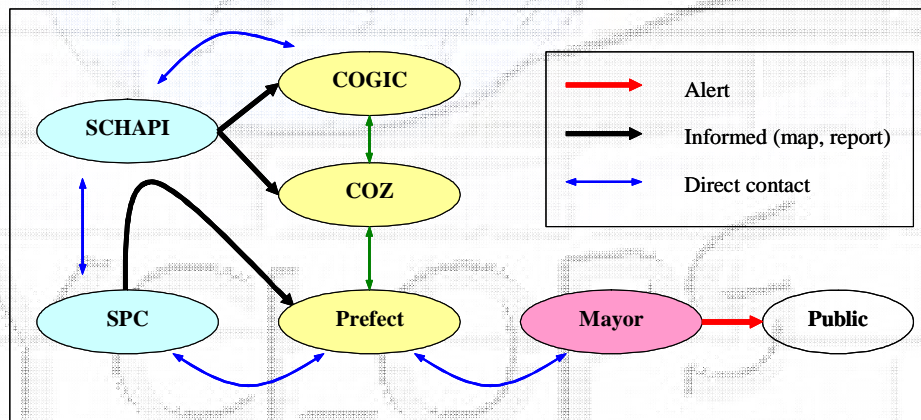 COGIC
SCHAPI
COZ
SPC
Prefect
Mayor
Public
Alert
Informed (map, report)
Direct contact